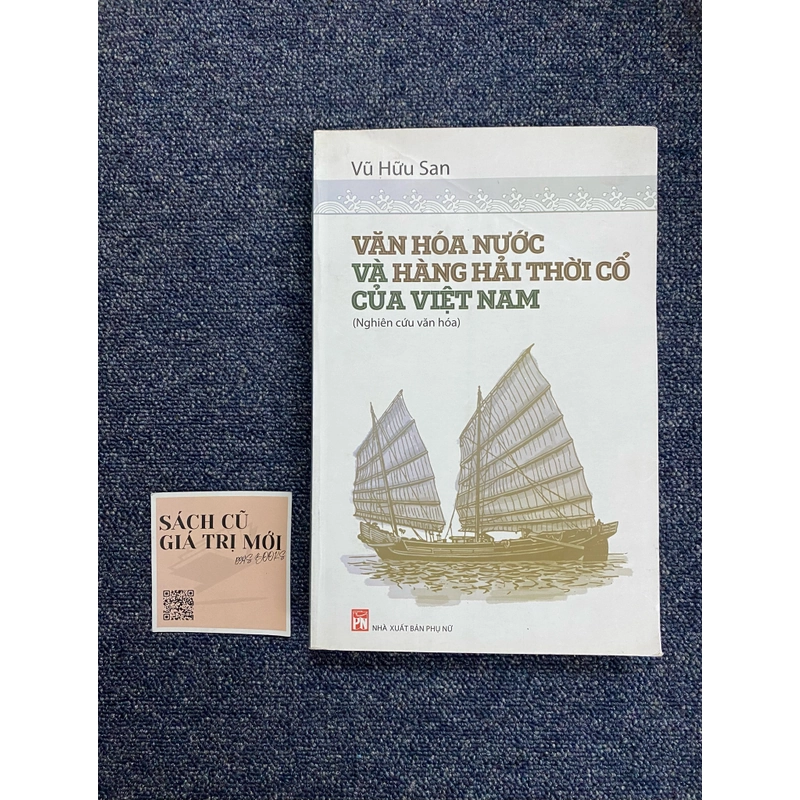 Vũ Hữu San
VĂN HÓA NƯỚC
VÀ HÀNG HẢI THỜI CỔ
CỦA VIỆT NAM
(Nghiên cứu văn hóa)
PN
NHÀ XUẤT BẢN PHỤ NỮ
SÁCH CŨ
GIÁ TRỊ MỚI